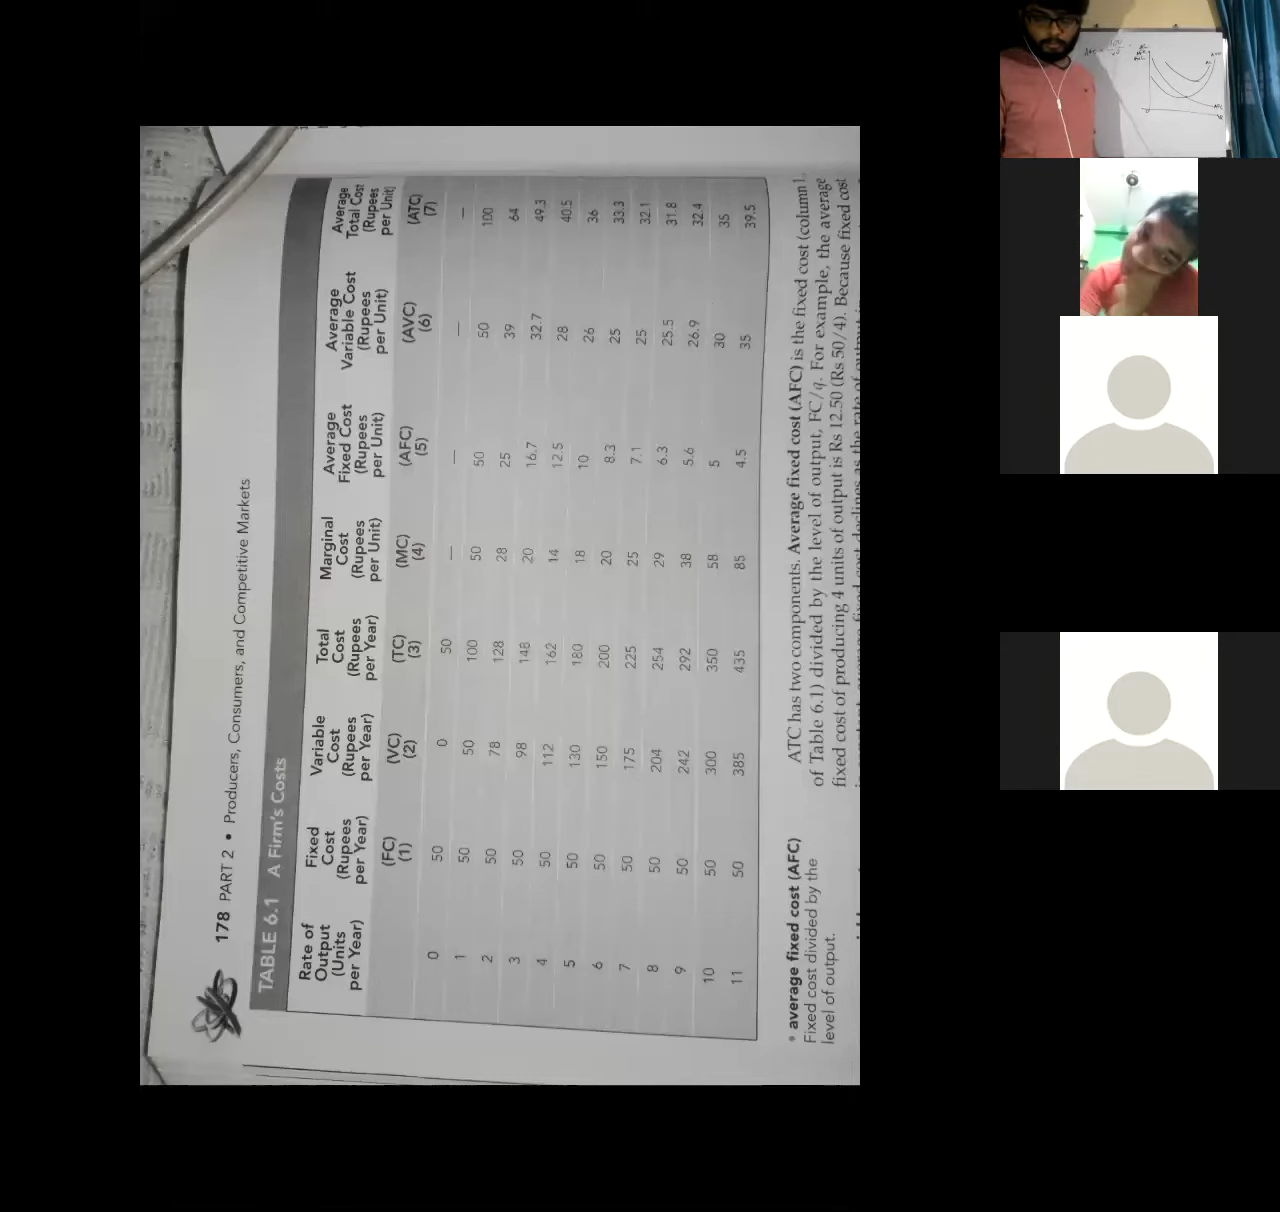 178 PART 2 • Producers, Consumers, and Competitive Markets
TABLE 6.1 A Firm's Costs
Rate of Output (Units per Year) Fixed Cost (Rupees per Year) Variable Cost (Rupees per Year) Total Cost (Rupees per Year) Marginal Cost (Rupees per Unit) Average Fixed Cost (Rupees per Unit) Average Variable Cost (Rupees per Unit) Average Total Cost (Rupees per Unit)
(FC) (VC) (TC) (MC) (AFC) (AVC) (ATC)
(1) (2) (3) (4) (5) (6) (7)
0 50 0 50 — — — —
1 50 50 100 50 50 50 100
2 50 78 128 28 25 39 64
3 50 98 148 20 16.7 32.7 49.3
4 50 112 162 14 12.5 28 40.5
5 50 130 180 18 10 26 36
6 50 150 200 20 8.3 25 33.3
7 50 175 225 25 7.1 25 32.1
8 50 204 254 29 6.3 25.5 31.8
9 50 242 292 38 5.6 26.9 32.4
10 50 300 350 58 5 30 35
11 50 385 435 85 4.5 35 39.5
• average fixed cost (AFC)
Fixed cost divided by the
level of output.
ATC has two components. Average fixed cost (AFC) is the fixed cost (column 1
of Table 6.1) divided by the level of output, FC/q. For example, the average
fixed cost of producing 4 units of output is Rs 12.50 (Rs 50/4). Because fixed cost
average fixed cost declines as the rate of output